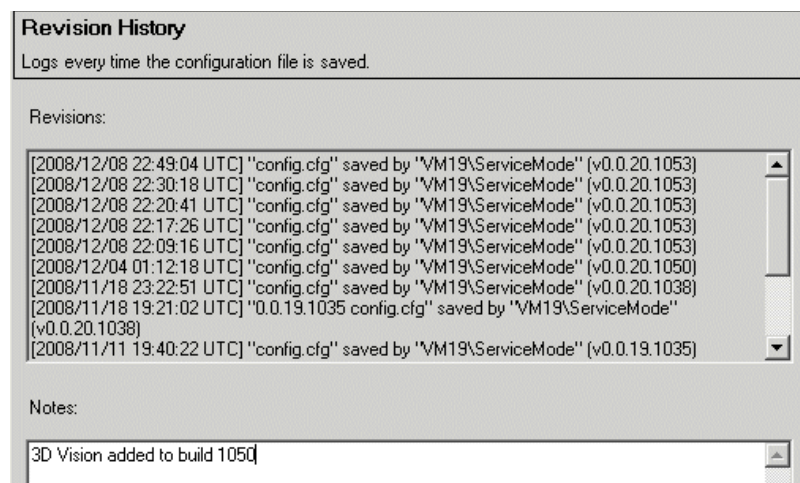 Revision History
Logs every time the configuration file is saved.
Revisions:
[2008/12/08 22:49:04 UTC] "config.cfg" saved by "VM19\ServiceMode" (v0.0.20.1053)
[2008/12/08 22:30:18 UTC] "config.cfg" saved by "VM19\ServiceMode" (v0.0.20.1053)
[2008/12/08 22:20:41 UTC] "config.cfg" saved by "VM19\ServiceMode" (v0.0.20.1053)
[2008/12/08 22:17:26 UTC] "config.cfg" saved by "VM19\ServiceMode" (v0.0.20.1053)
[2008/12/08 22:09:16 UTC] "config.cfg" saved by "VM19\ServiceMode" (v0.0.20.1053)
[2008/12/04 01:12:18 UTC] "config.cfg" saved by "VM19\ServiceMode" (v0.0.20.1050)
[2008/11/18 23:22:51 UTC] "config.cfg" saved by "VM19\ServiceMode" (v0.0.20.1038)
[2008/11/18 19:21:02 UTC] "0.0.19.1035 config.cfg" saved by "VM19\ServiceMode"
(v0.0.20.1038)
[2008/11/11 19:40:22 UTC] "config.cfg" saved by "VM19\ServiceMode" (v0.0.19.1035)
Notes:
3D Vision added to build 1050